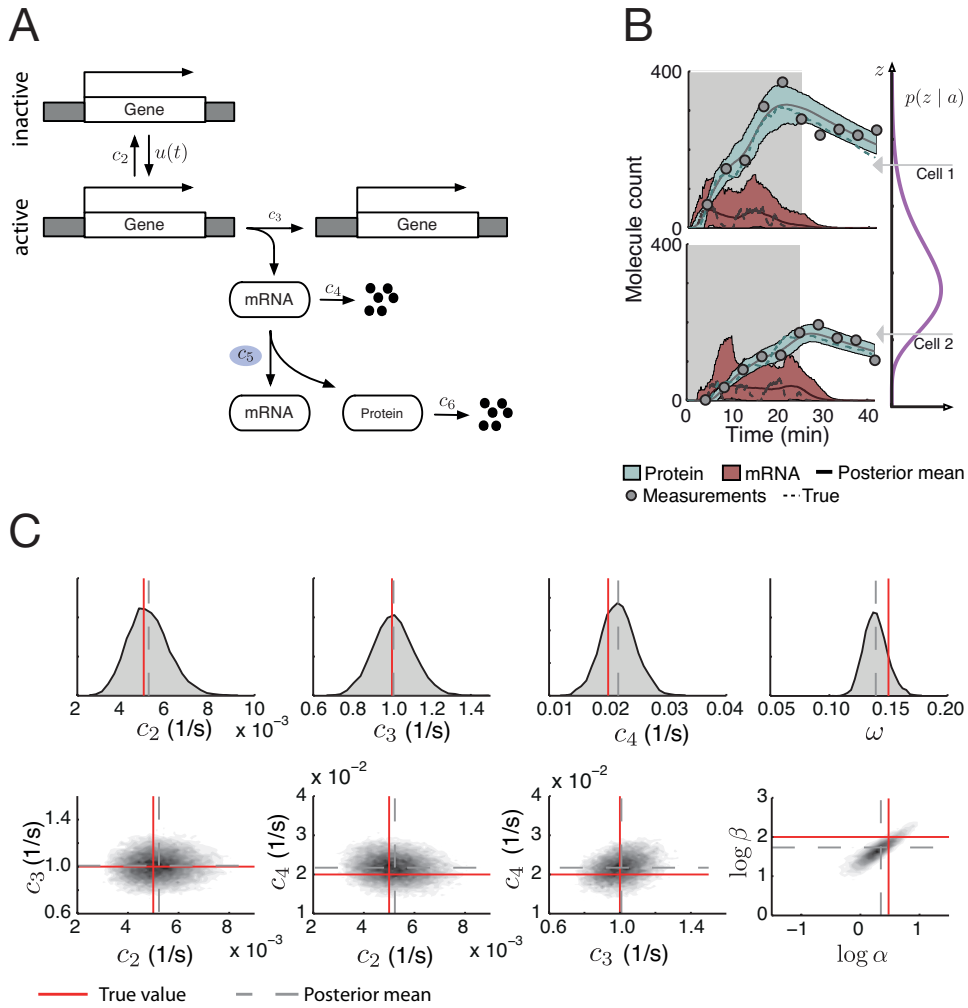 A
inactive
Gene
c2 u(t)
active
Gene
c3
Gene
mRNA
c4
c5
mRNA
Protein
c6
B
Molecule count
400
0
400
0
0 10 20 30 40
Time (min)
z
p(z | a)
Cell 1
Cell 2
Protein mRNA Posterior mean
Measurements True
C
2 4 6 8 10
c2 (1/s) x 10⁻³
0.6 0.8 1.0 1.2 1.4
c3 (1/s)
0.01 0.02 0.03 0.04
c4 (1/s)
0.05 0.10 0.15 0.20
ω
c3 (1/s)
1.4
1.0
0.6
2 4 6 8
c2 (1/s) x 10⁻³
x 10⁻²
c4 (1/s)
4
3
2
1
2 4 6 8
c2 (1/s) x 10⁻³
x 10⁻²
c4 (1/s)
4
3
2
1
0.6 1.0 1.4
c3 (1/s)
log β
3
2
1
0
−1 0 1
log α
True value Posterior mean